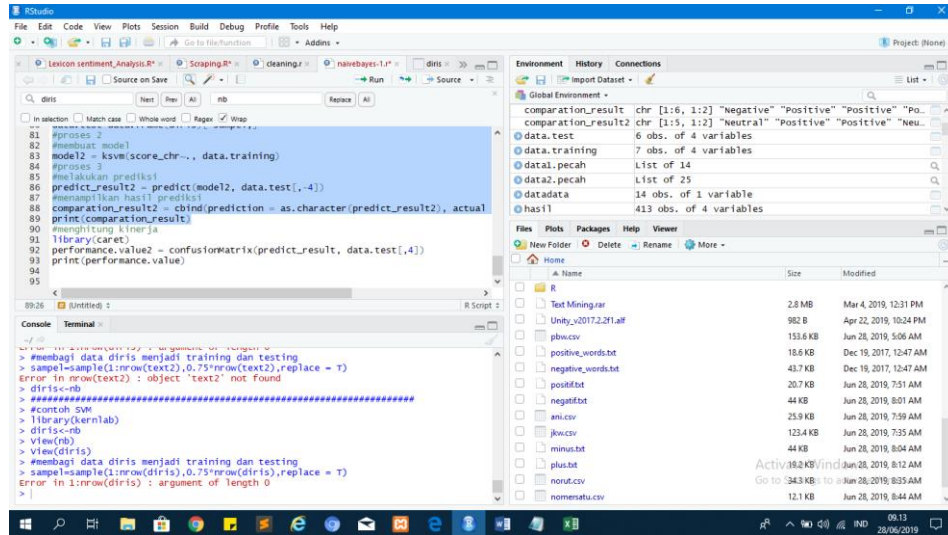 RStudio
File Edit Code View Plots Session Build Debug Profile Tools Help
Go to file/function Addins
Project: (None)
Lexicon sentiment_Analysis.R* Scraping.R* cleaning.r naivebayes-1.r* diris
Source on Save Run Source
diris Next Prev All nb Replace All
In selection Match case Whole word Regex Wrap
81 #proses 2
82 #membuat model
83 model2 = ksvm(score_chr~., data.training)
84 #proses 3
85 #melakukan prediksi
86 predict_result2 = predict(model2, data.test[,-4])
87 #menampilkan hasil prediksi
88 comparation_result2 = cbind(prediction = as.character(predict_result2), actual
89 print(comparation_result)
90 #menghitung kinerja
91 library(caret)
92 performance.value2 = confusionMatrix(predict_result, data.test[,4])
93 print(performance.value)
94
95
89:26 (Untitled) R Script
Console Terminal
~/
> #membagi data diris menjadi training dan testing
> sampel=sample(1:nrow(text2),0.75*nrow(text2),replace = T)
Error in nrow(text2) : object 'text2' not found
> diris<-nb
> #contoh SVM
> library(kernlab)
> diris<-nb
> View(nb)
> View(diris)
> #membagi data diris menjadi training dan testing
> sampel=sample(1:nrow(diris),0.75*nrow(diris),replace = T)
Error in 1:nrow(diris) : argument of length 0
>
Environment History Connections
Import Dataset List
Global Environment
comparation_result chr [1:6, 1:2] "Negative" "Positive" "Positive" "Po…
comparation_result2 chr [1:5, 1:2] "Neutral" "Positive" "Positive" "Neu…
data.test 6 obs. of 4 variables
data.training 7 obs. of 4 variables
data1.pecah List of 14
data2.pecah List of 25
datadata 14 obs. of 1 variable
hasil 413 obs. of 4 variables
Files Plots Packages Help Viewer
New Folder Delete Rename More
Home
Name Size Modified
R
Text Mining.rar 2.8 MB Mar 4, 2019, 12:31 PM
Unity_v2017.2.2f1.alf 982 B Apr 22, 2019, 10:24 PM
pbw.csv 153.6 KB Jun 28, 2019, 5:06 AM
positive_words.txt 18.6 KB Dec 19, 2017, 12:47 AM
negative_words.txt 43.7 KB Dec 19, 2017, 12:47 AM
positif.txt 20.7 KB Jun 28, 2019, 7:51 AM
negatif.txt 44 KB Jun 28, 2019, 8:01 AM
ani.csv 25.9 KB Jun 28, 2019, 7:59 AM
jkw.csv 123.4 KB Jun 28, 2019, 7:35 AM
minus.txt 44 KB Jun 28, 2019, 8:04 AM
plus.txt 19.2 KB Jun 28, 2019, 8:12 AM
norut.csv 34.3 KB Jun 28, 2019, 8:35 AM
nomersatu.csv 12.1 KB Jun 28, 2019, 8:44 AM
IND 09.13
28/06/2019